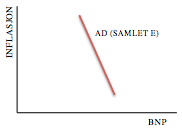 INFLASJON
AD (SAMLET E)
BNP